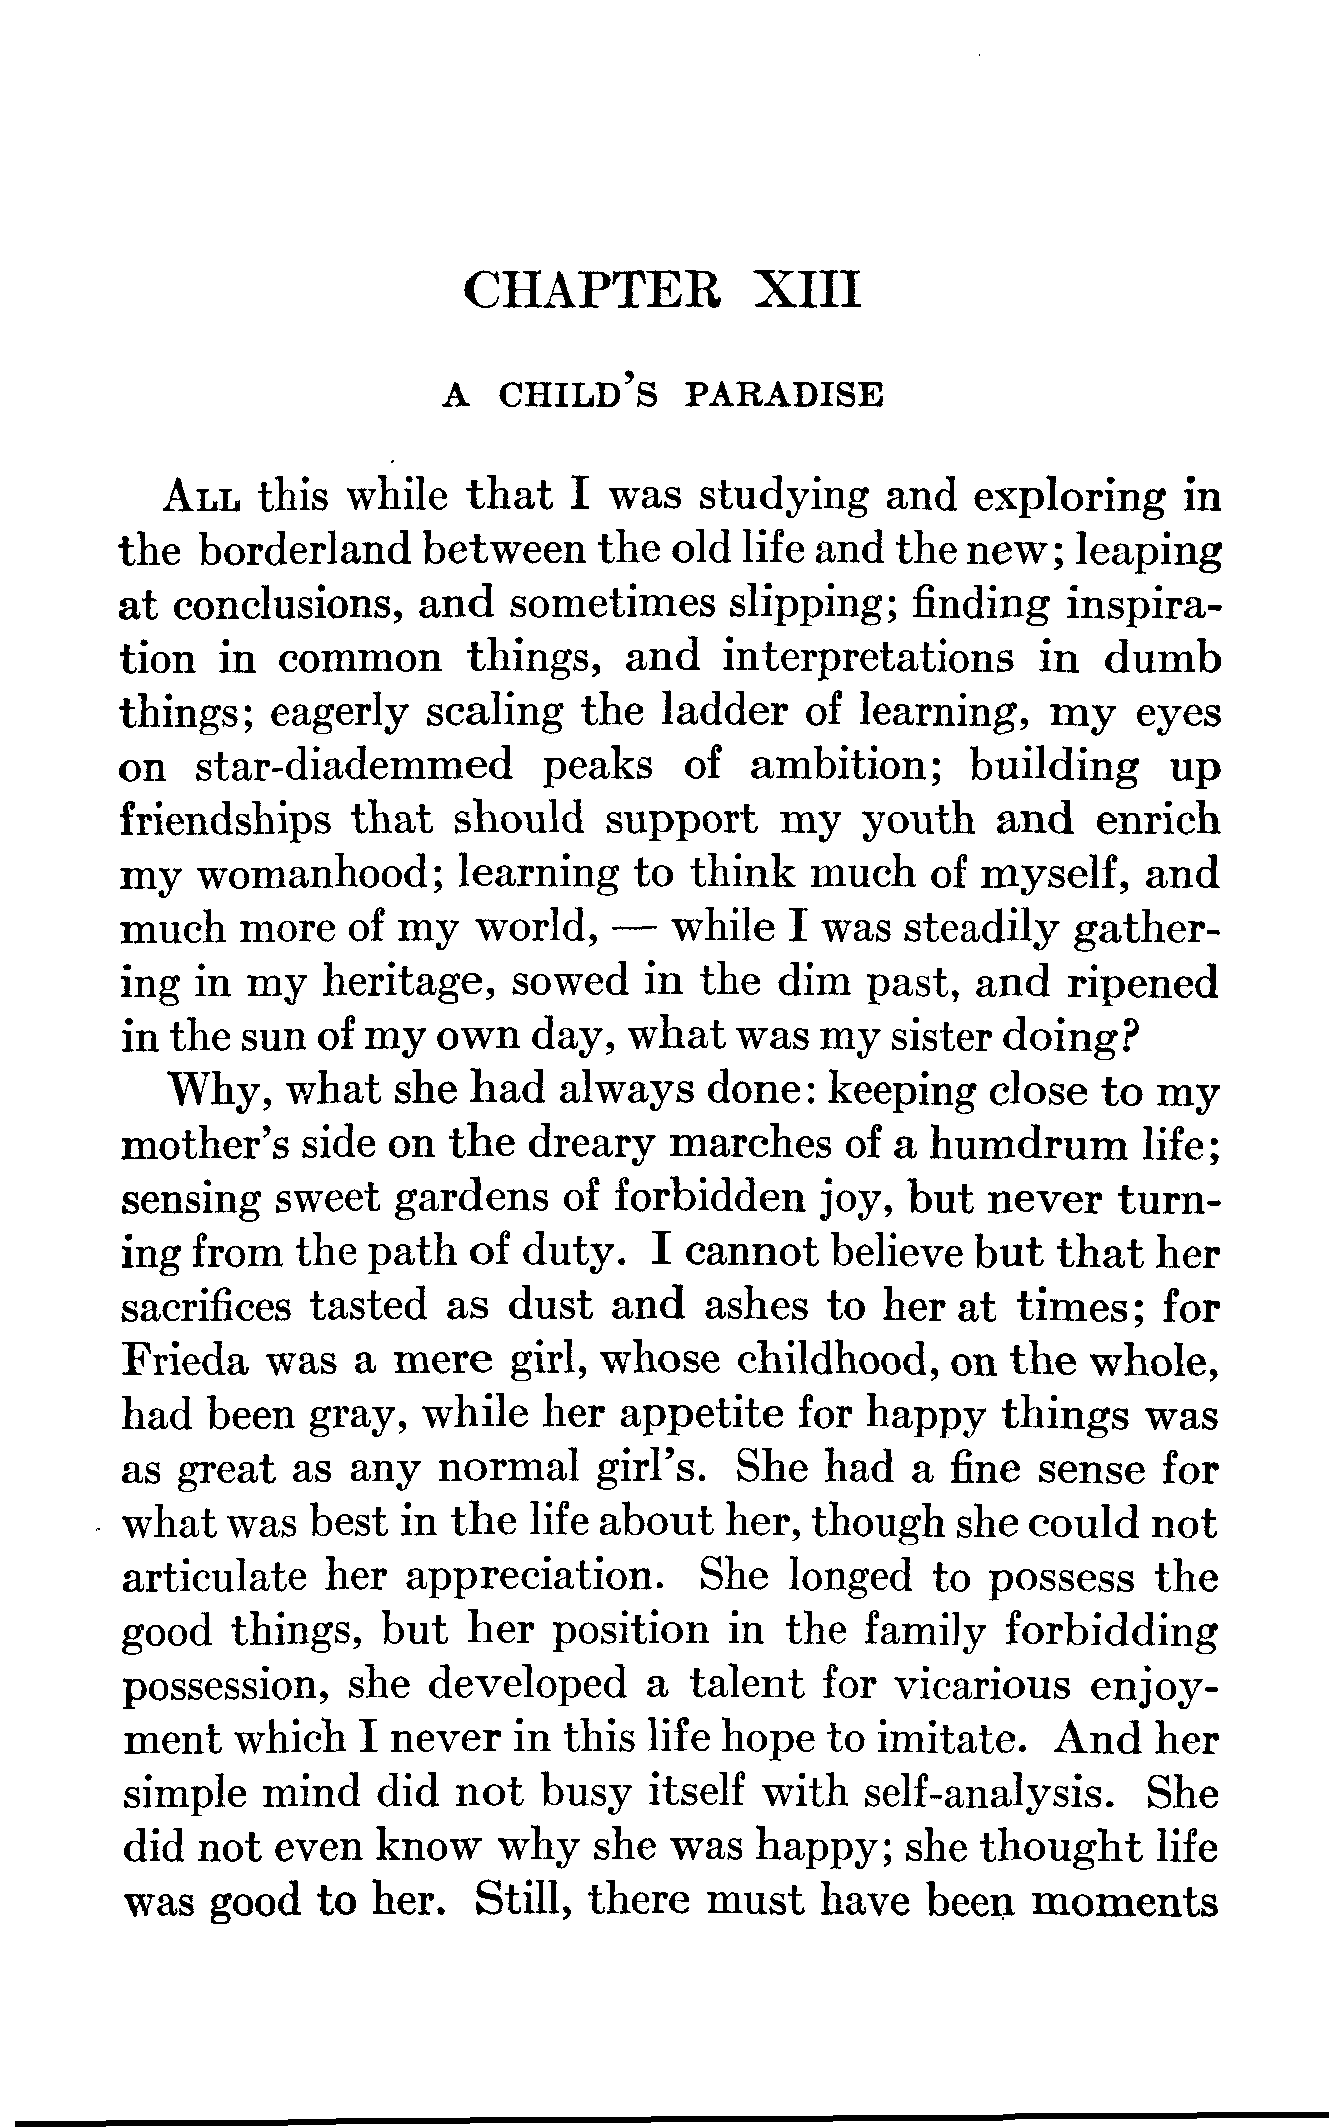 CHAPTER XIII
A CHILD'S PARADISE
ALL this while that I was studying and exploring in
the borderland between the old life and the new; leaping
at conclusions, and sometimes slipping; finding inspira-
tion in common things, and interpretations in dumb
things; eagerly scaling the ladder of learning, my eyes
on star-diademmed peaks of ambition; building up
friendships that should support my youth and enrich
my womanhood; learning to think much of myself, and
much more of my world, — while I was steadily gather-
ing in my heritage, sowed in the dim past, and ripened
in the sun of my own day, what was my sister doing?
Why, what she had always done: keeping close to my
mother's side on the dreary marches of a humdrum life;
sensing sweet gardens of forbidden joy, but never turn-
ing from the path of duty. I cannot believe but that her
sacrifices tasted as dust and ashes to her at times; for
Frieda was a mere girl, whose childhood, on the whole,
had been gray, while her appetite for happy things was
as great as any normal girl's. She had a fine sense for
what was best in the life about her, though she could not
articulate her appreciation. She longed to possess the
good things, but her position in the family forbidding
possession, she developed a talent for vicarious enjoy-
ment which I never in this life hope to imitate. And her
simple mind did not busy itself with self-analysis. She
did not even know why she was happy; she thought life
was good to her. Still, there must have been moments